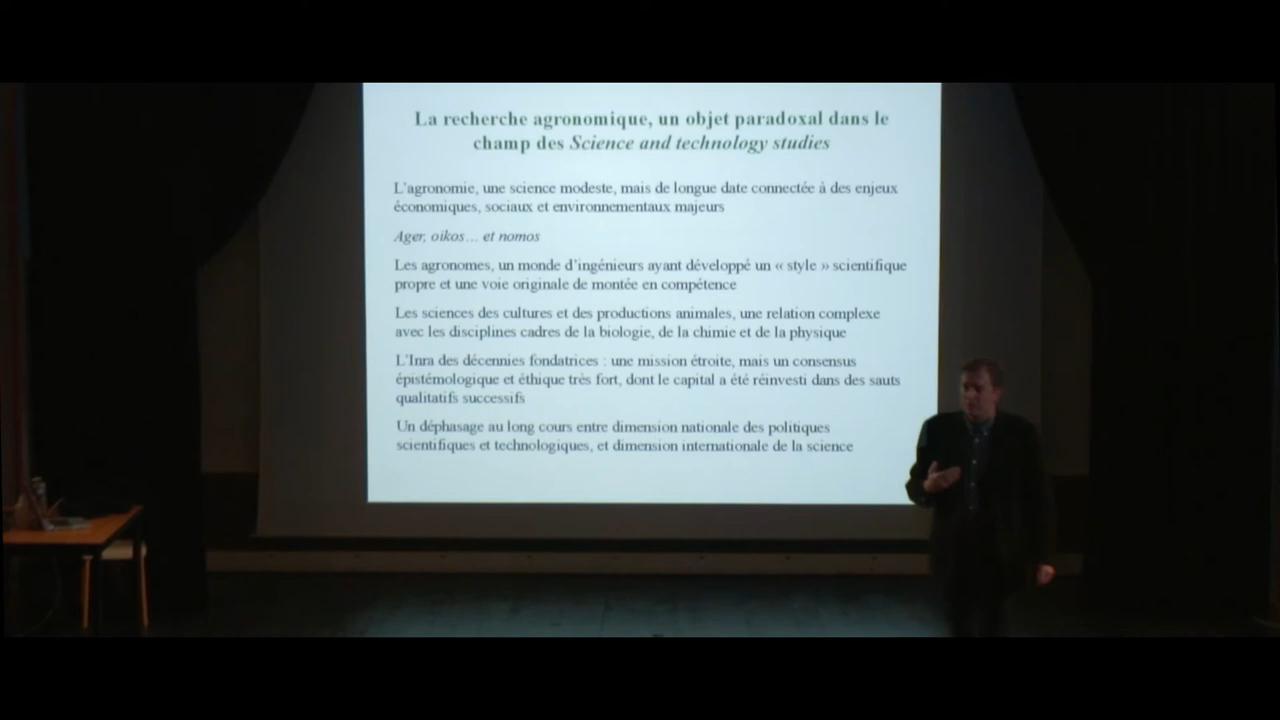 La recherche agronomique, un objet paradoxal dans le
champ des Science and technology studies
L'agronomie, une science modeste, mais de longue date connectée à des enjeux
économiques, sociaux et environnementaux majeurs
Ager, oikos… et nomos
Les agronomes, un monde d'ingénieurs ayant développé un « style » scientifique
propre et une voie originale de montée en compétence
Les sciences des cultures et des productions animales, une relation complexe
avec les disciplines cadres de la biologie, de la chimie et de la physique
L'Inra des décennies fondatrices : une mission étroite, mais un consensus
épistémologique et éthique très fort, dont le capital a été réinvesti dans des sauts
qualitatifs successifs
Un déphasage au long cours entre dimension nationale des politiques
scientifiques et technologiques, et dimension internationale de la science